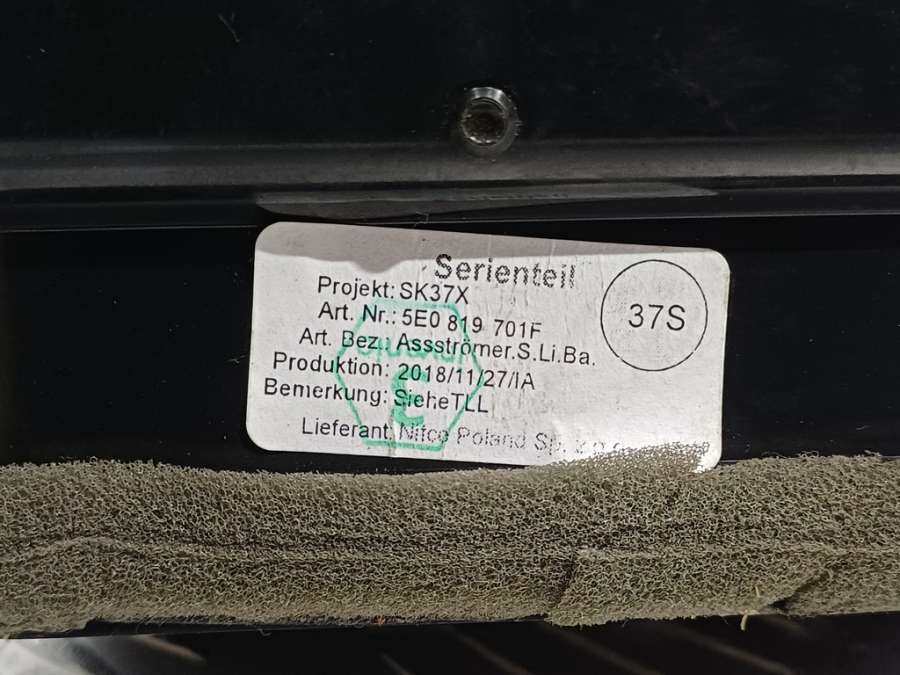 Serienteil
Projekt: SK37X
37S
Art. Nr.: 5E0 819 701F
Art. Bez.: Assströmer.S.Li.Ba.
Produktion: 2018/11/27/IA
Bemerkung: SieheTLL
Lieferant: Nifco Poland Sp. z o.o.